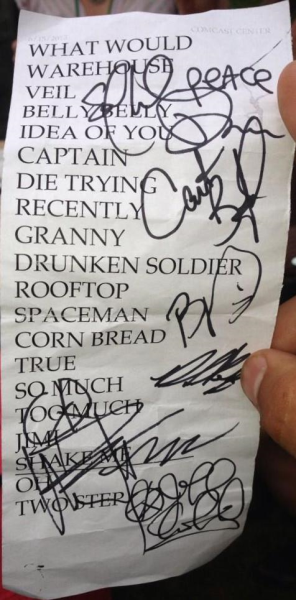 COMCAST CENTER
WHAT WOULD
WAREHOUSE
VEIL
PEACE
BELLY BELLY
IDEA OF YOU
CAPTAIN
DIE TRYING
RECENTLY
GRANNY
DRUNKEN SOLDIER
ROOFTOP
SPACEMAN
CORN BREAD
TRUE
SO MUCH
TOO MUCH
JIMI
SHAKE ME
OH
TWO STEP